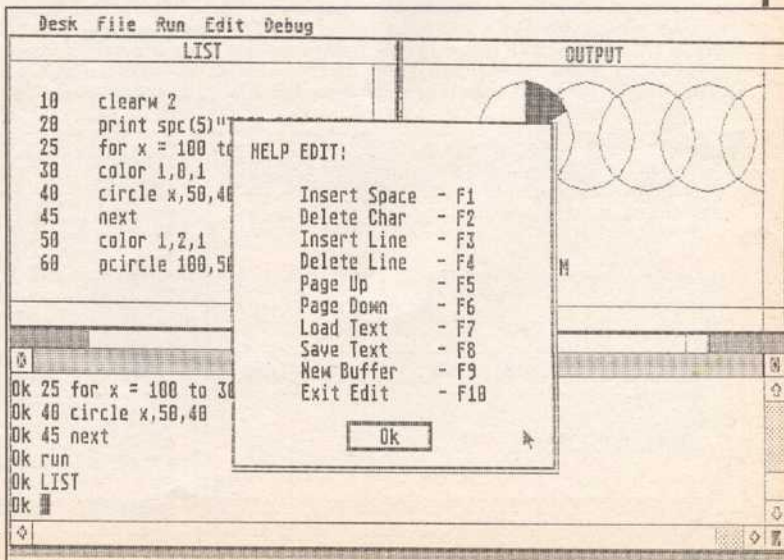 Desk File Run Edit Debug
LIST
OUTPUT
10 clearw 2
20 print spc(5)"
25 for x = 100 to
30 color 1,0,1
40 circle x,50,40
45 next
50 color 1,2,1
60 pcircle 100,50
M
HELP EDIT:
Insert Space - F1
Delete Char - F2
Insert Line - F3
Delete Line - F4
Page Up - F5
Page Down - F6
Load Text - F7
Save Text - F8
New Buffer - F9
Exit Edit - F10
Ok
Ok 25 for x = 100 to 30
Ok 40 circle x,50,40
Ok 45 next
Ok run
Ok LIST
Ok